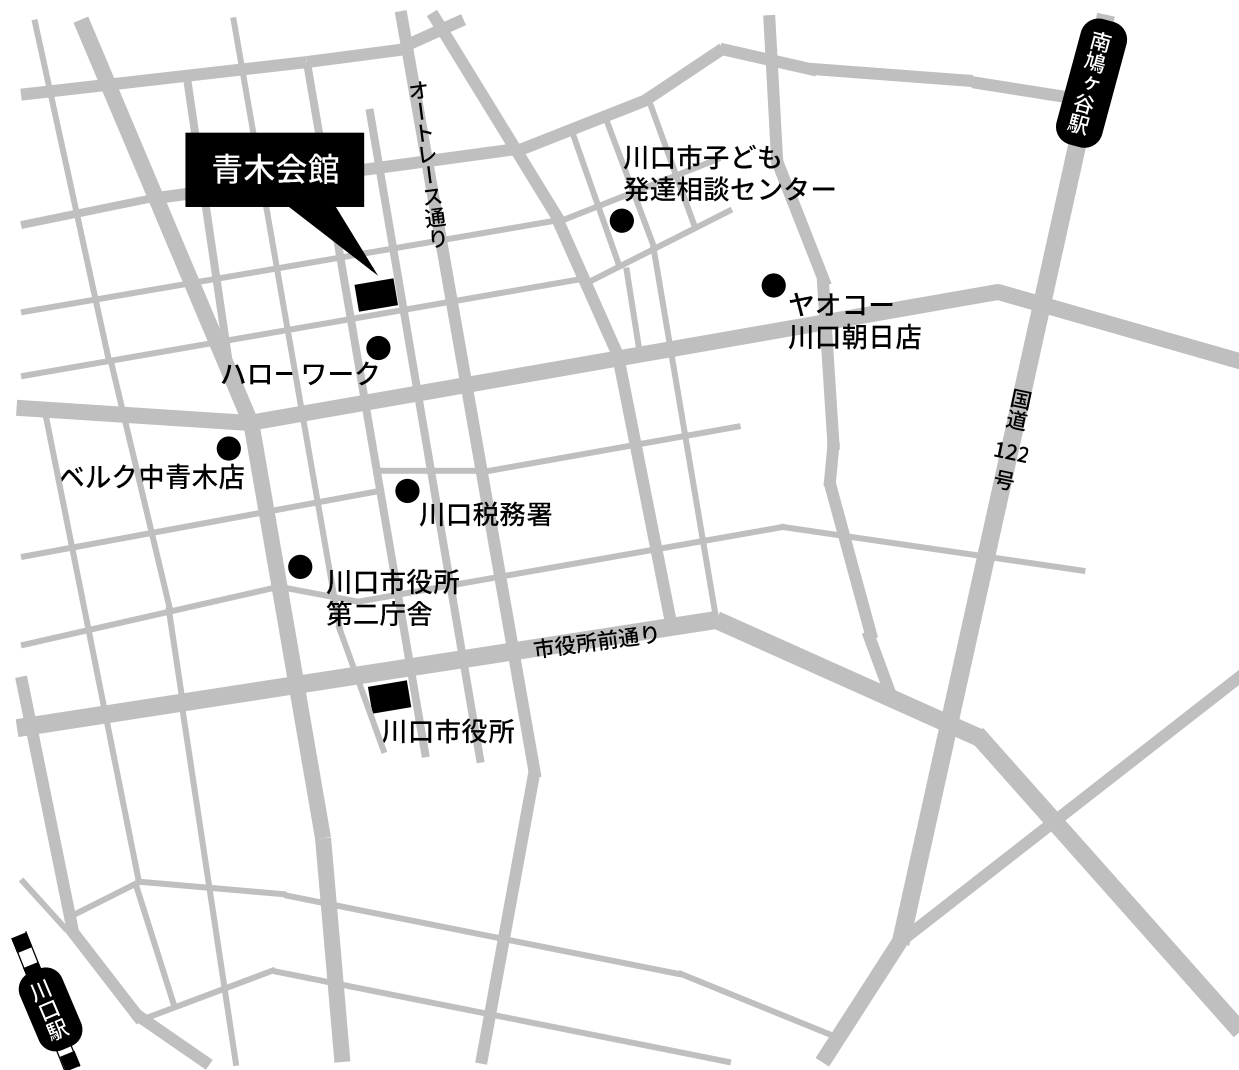 南鳩ヶ谷駅
オートレース通り
川口市子ども
発達相談センター
青木会館
ヤオコー
川口朝日店
ハローワーク
国道
122
号
ベルク中青木店
川口税務署
川口市役所
第二庁舎
市役所前通り
川口市役所
川口駅